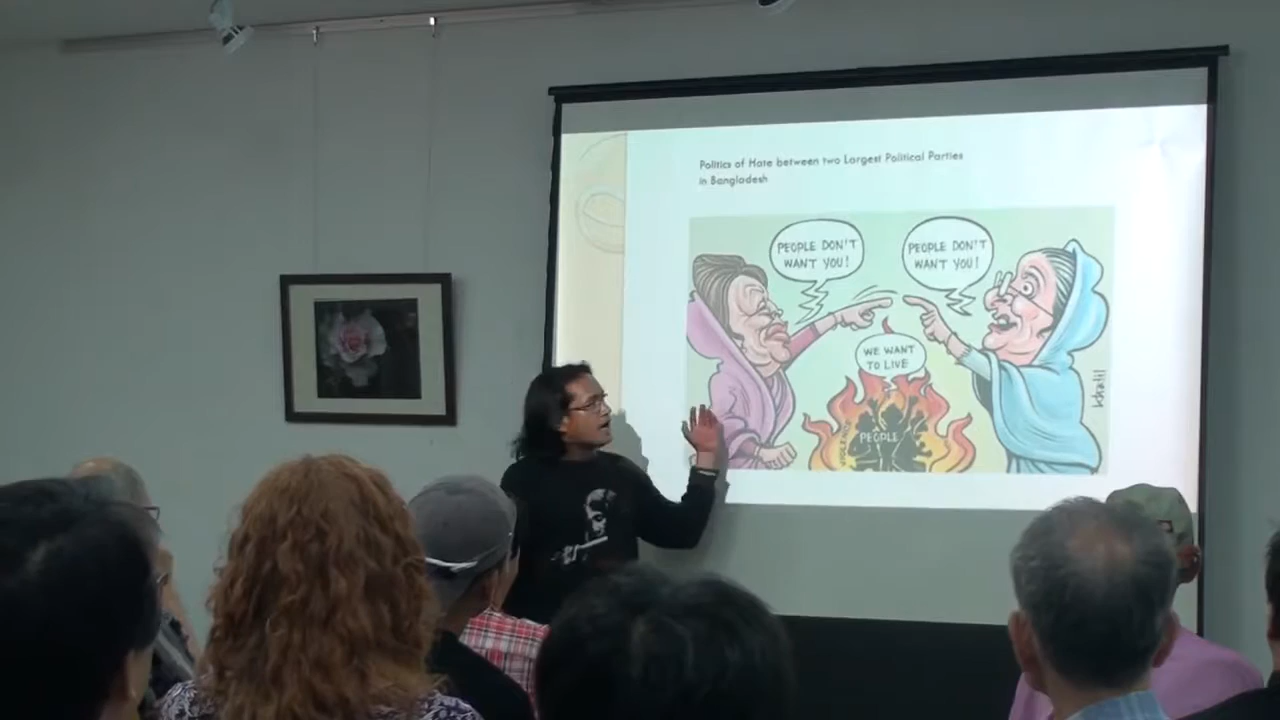 Politics of Hate between two Largest Political Parties
in Bangladesh
PEOPLE DON'T
WANT YOU!
PEOPLE DON'T
WANT YOU!
WE WANT
TO LIVE
PEOPLE
khalil